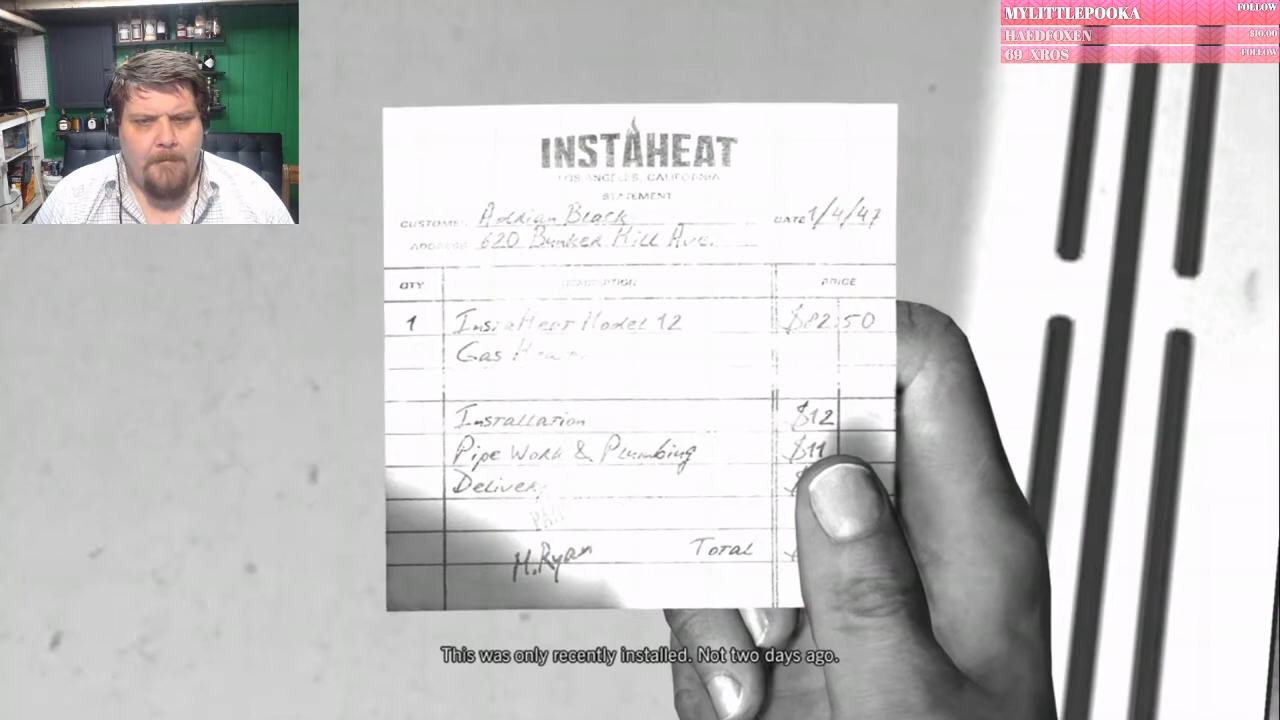 MYLITTLEPOOKA FOLLOW
HAEDFOXEN $10.00
69_XROS FOLLOW
INSTAHEAT
LOS ANGELES, CALIFORNIA
STATEMENT
CUSTOMER Adrian Black DATE 1/4/47
ADDRESS 620 Bunker Hill Ave.
QTY DESCRIPTION PRICE
1 InstaHeat Model 12 $82.50
Gas
Installation $12
Pipe Work & Plumbing $11
Delivery
PAID
M.Ryan Total
This was only recently installed. Not two days ago.